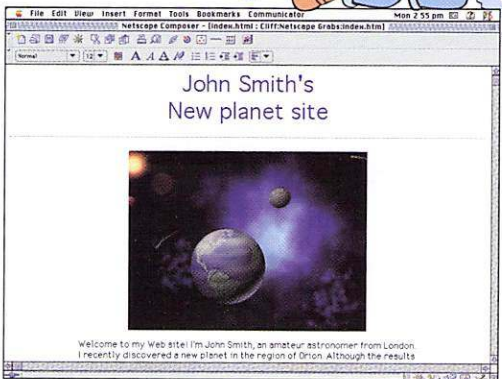 File Edit View Insert Format Tools Bookmarks Communicator Mon 2 55 pm
Netscape Composer - [index.html : Cliff:Netscape Grabs:index.htm]
Normal 12
John Smith's
New planet site
Welcome to my Web site! I'm John Smith, an amateur astronomer from London.
I recently discovered a new planet in the region of Orion. Although the results